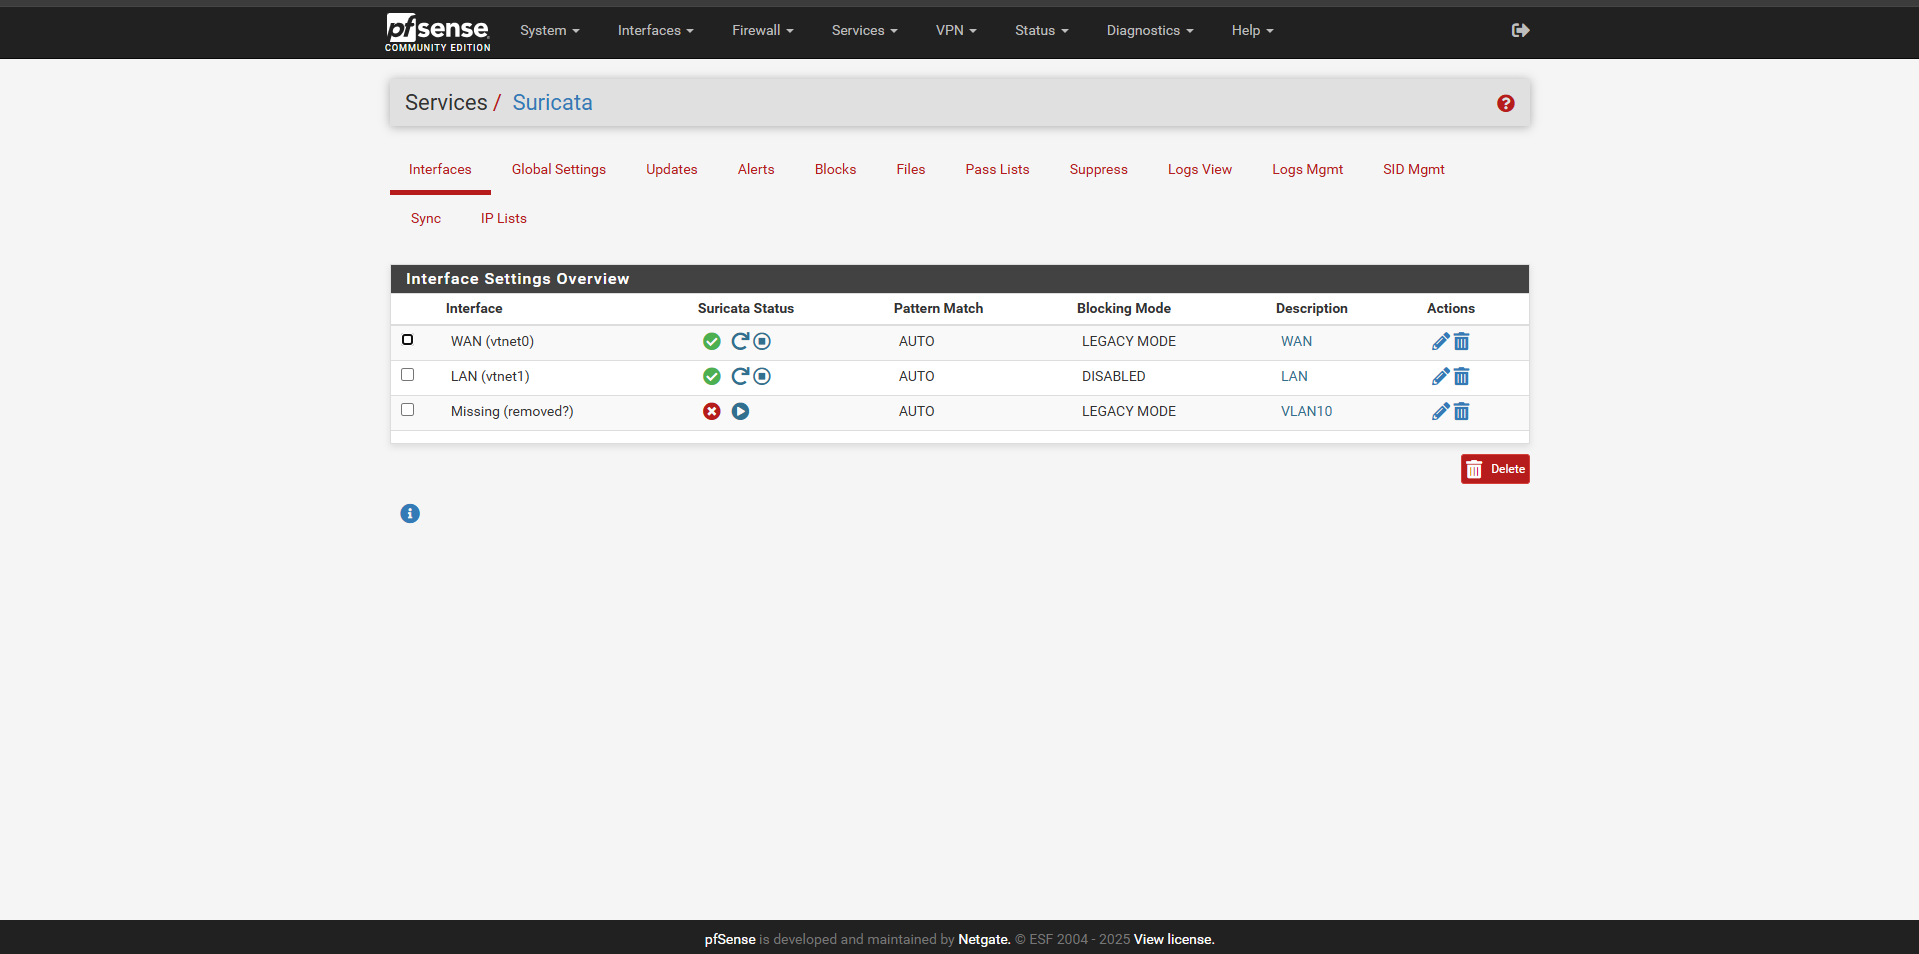 pfsense System Interfaces Firewall Services VPN Status Diagnostics Help
COMMUNITY EDITION
Services / Suricata
Interfaces Global Settings Updates Alerts Blocks Files Pass Lists Suppress Logs View Logs Mgmt SID Mgmt
Sync IP Lists
Interface Settings Overview
Interface Suricata Status Pattern Match Blocking Mode Description Actions
WAN (vtnet0) AUTO LEGACY MODE WAN
LAN (vtnet1) AUTO DISABLED LAN
Missing (removed?) AUTO LEGACY MODE VLAN10
Delete
pfSense is developed and maintained by Netgate. © ESF 2004 - 2025 View license.